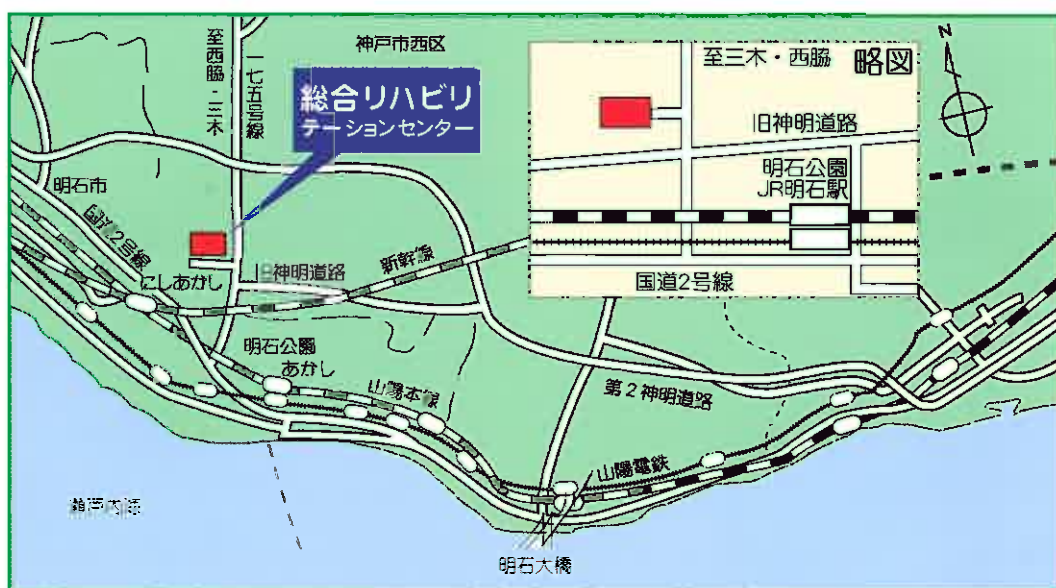 至西脇・三木
一七五号線
神戸市西区
総合リハビリ
テーションセンター
至三木・西脇
略図
N
旧神明道路
明石公園
JR明石駅
国道2号線
明石市
国道2号線
にしあかし
旧神明道路
新幹線
明石公園
あかし
山陽本線
第2神明道路
山陽電鉄
瀬戸内海
明石大橋